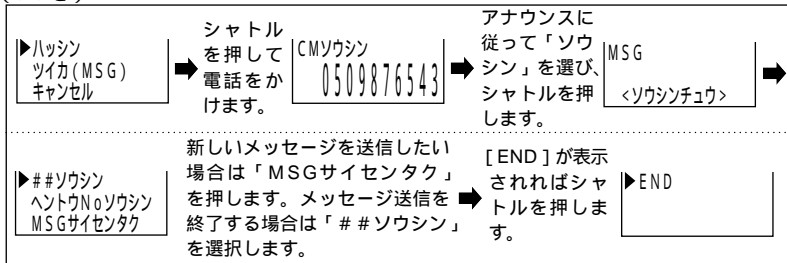 ▶ハッシン
ツイカ(MSG)
キャンセル
シャトル
を押して
電話をか
けます。
CMソウシン
0509876543
アナウンスに
従って「ソウ
シン」を選び、
シャトルを押
します。
MSG
<ソウシンチュウ>
▶##ソウシン
ヘントウNoソウシン
MSGサイセンタク
新しいメッセージを送信したい
場合は「MSGサイセンタク」
を押します。メッセージ送信を
終了する場合は「##ソウシン」
を選択します。
[END]が表示
されればシャ
トルを押しま
す。
▶END